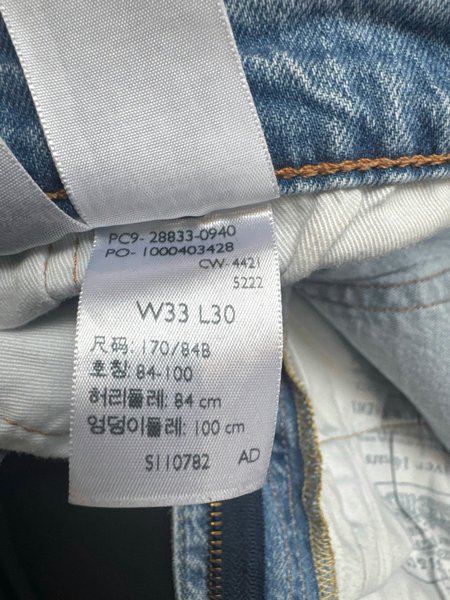 PC9- 28833-0940
PO- 1000403428
CW- 4421
5222
W33 L30
尺码: 170/84B
호칭: 84-100
허리둘레: 84 cm
엉덩이둘레: 100 cm
S110782 AD